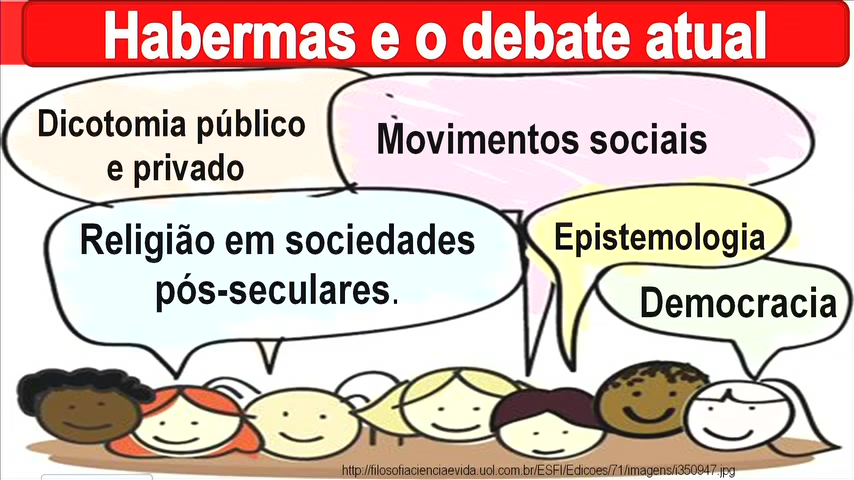 Habermas e o debate atual
Dicotomia público
e privado
Movimentos sociais
Religião em sociedades
pós-seculares.
Epistemologia
Democracia
http://filosofiacienciaevida.uol.com.br/ESFI/Edicoes/71/imagens/i350947.jpg